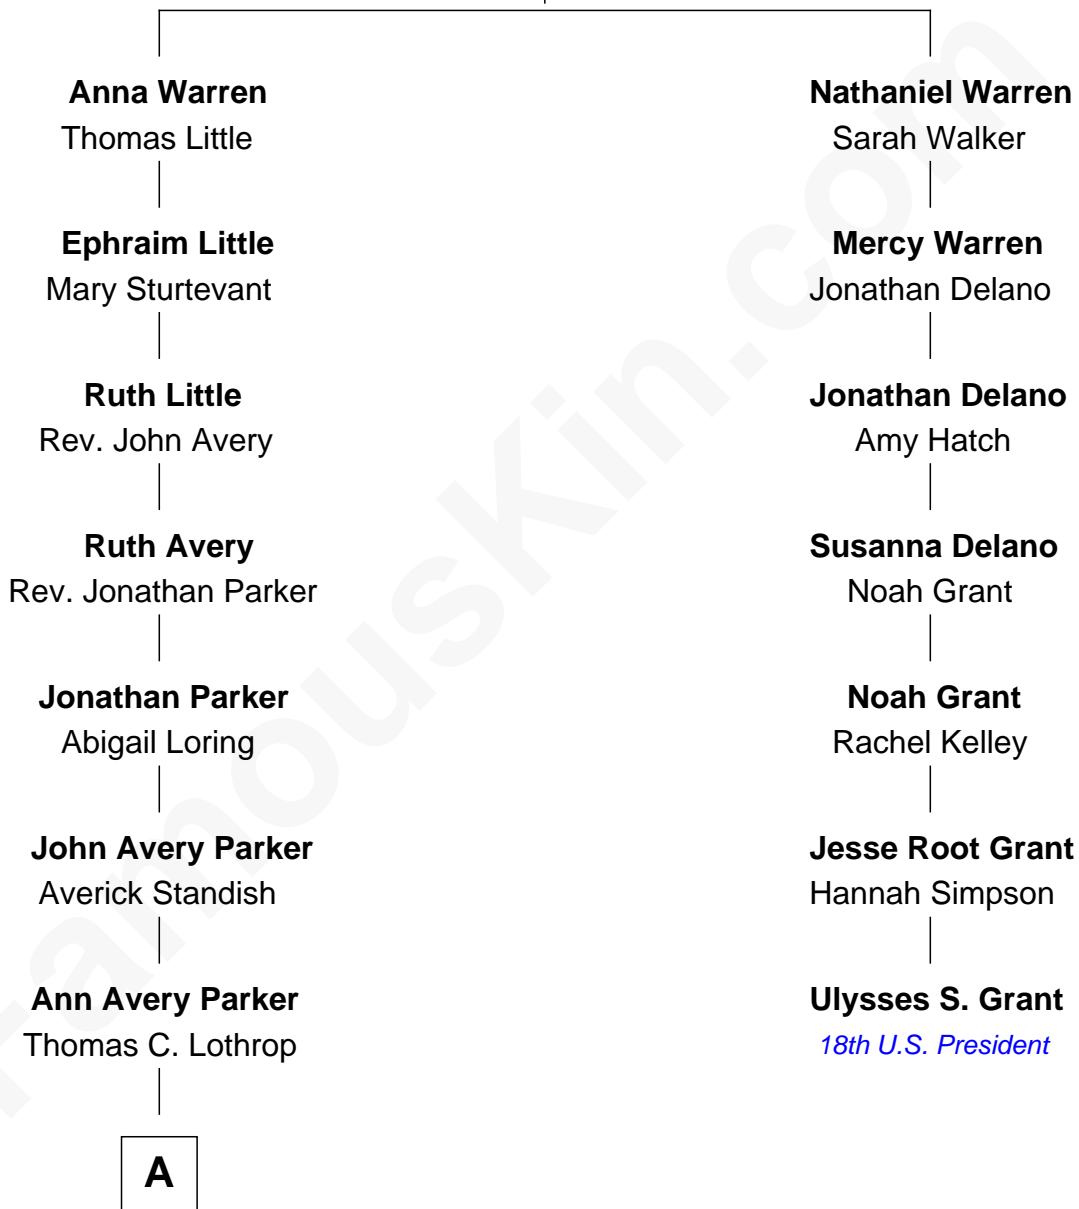 Anna Warren
Thomas Little
Ephraim Little
Mary Sturtevant
Ruth Little
Rev. John Avery
Ruth Avery
Rev. Jonathan Parker
Jonathan Parker
Abigail Loring
John Avery Parker
Averick Standish
Ann Avery Parker
Thomas C. Lothrop
A
Nathaniel Warren
Sarah Walker
Mercy Warren
Jonathan Delano
Jonathan Delano
Amy Hatch
Susanna Delano
Noah Grant
Noah Grant
Rachel Kelley
Jesse Root Grant
Hannah Simpson
Ulysses S. Grant
18th U.S. President
FamousKin.com